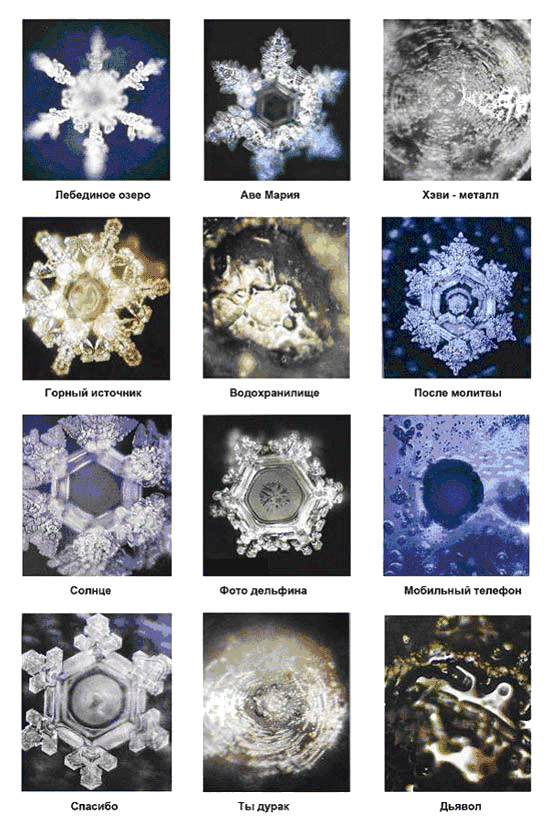 Лебединое озеро
Аве Мария
Хэви - металл
Горный источник
Водохранилище
После молитвы
Солнце
Фото дельфина
Мобильный телефон
Спасибо
Ты дурак
Дьявол